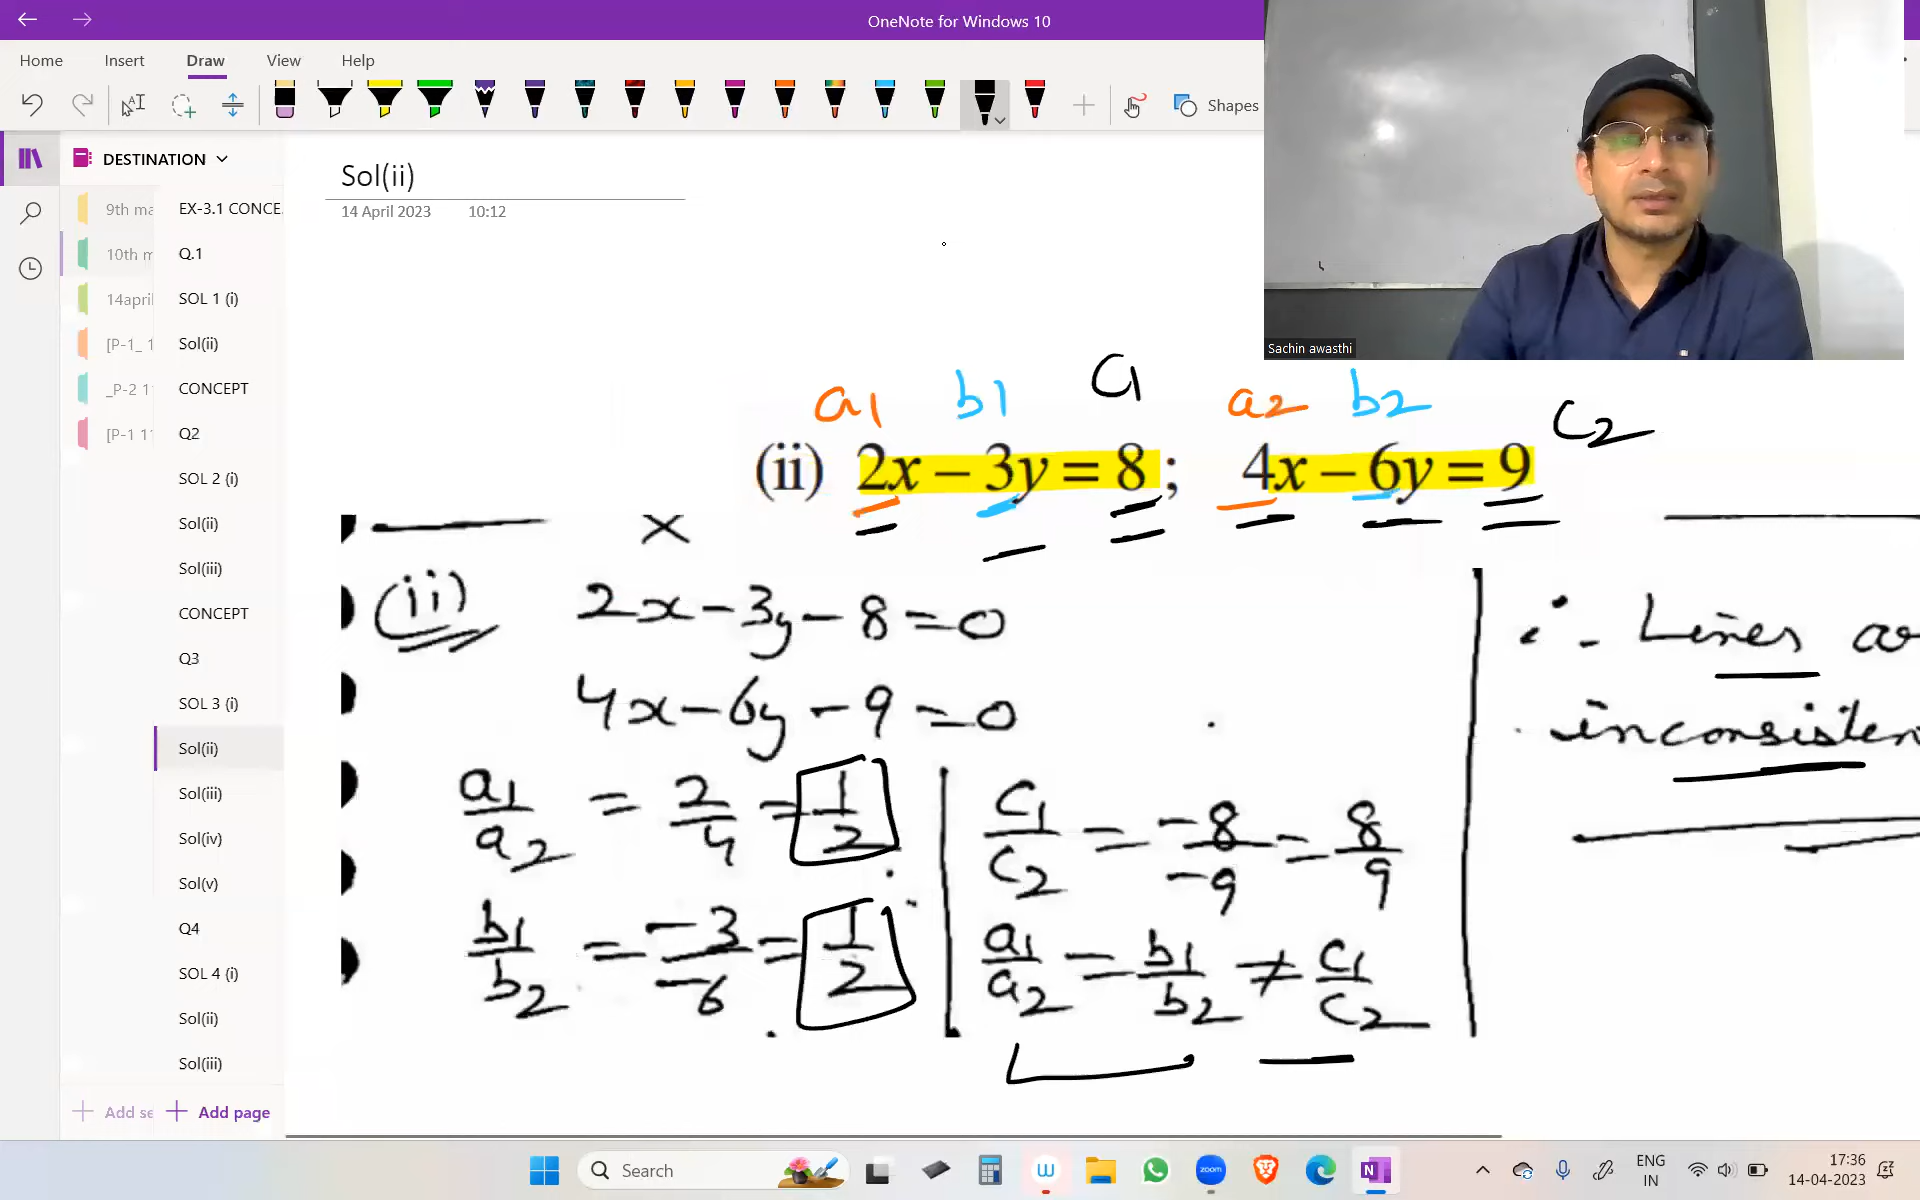 OneNote for Windows 10
Home Insert Draw View Help
Shapes
DESTINATION
9th ma
10th m
14april
[P-1_ 1
_P-2 1
[P-1 1
EX-3.1 CONCE.
Q.1
SOL 1 (i)
Sol(ii)
CONCEPT
Q2
SOL 2 (i)
Sol(ii)
Sol(iii)
CONCEPT
Q3
SOL 3 (i)
Sol(ii)
Sol(iii)
Sol(iv)
Sol(v)
Q4
SOL 4 (i)
Sol(ii)
Sol(iii)
Add se
Add page
Sol(ii)
14 April 2023 10:12
Sachin awasthi
a1 b1 C1 a2 b2 C2
(ii) 2x − 3y = 8; 4x − 6y = 9
x
(ii) 2x-3y-8=0
4x-6y-9=0
a1/a2 = 2/4 = 1/2
b1/b2 = -3/-6 = 1/2
C1/C2 = -8/-9 = 8/9
a1/a2 = b1/b2 ≠ C1/C2
∴ Lines ar
inconsisten
Search
zoom
ENG
IN
17:36
14-04-2023